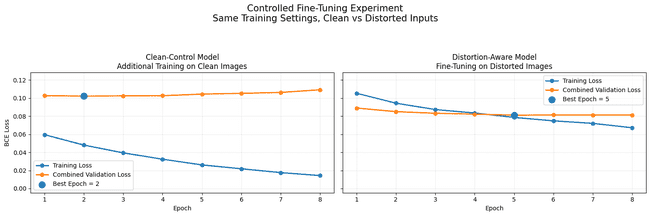 Controlled Fine-Tuning Experiment
Same Training Settings, Clean vs Distorted Inputs
Clean-Control Model
Additional Training on Clean Images
BCE Loss
0.12
0.10
0.08
0.06
0.04
0.02
0.00
Training Loss
Combined Validation Loss
Best Epoch = 2
1 2 3 4 5 6 7 8
Epoch
Distortion-Aware Model
Fine-Tuning on Distorted Images
Training Loss
Combined Validation Loss
Best Epoch = 5
1 2 3 4 5 6 7 8
Epoch